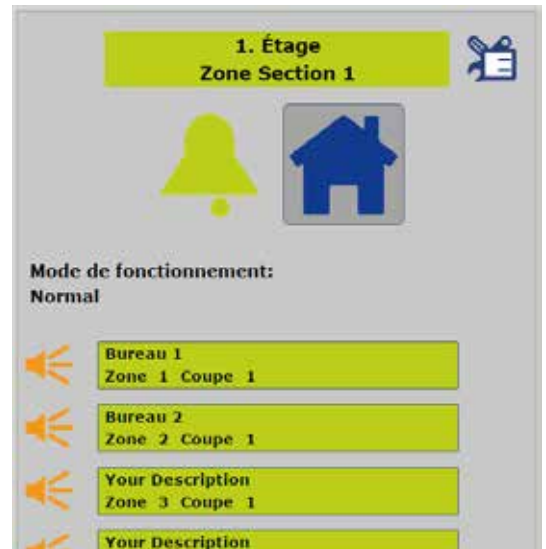 1. Étage
Zone Section 1
Mode de fonctionnement:
Normal
Bureau 1
Zone 1 Coupe 1
Bureau 2
Zone 2 Coupe 1
Your Description
Zone 3 Coupe 1
Your Description